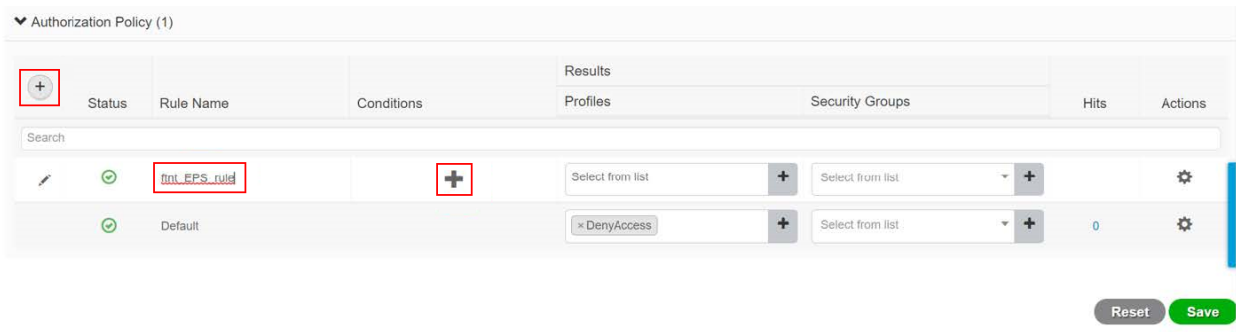 Authorization Policy (1)
Results
Status Rule Name Conditions Profiles Security Groups Hits Actions
Search
ftnt_EPS_rule Select from list Select from list
Default × DenyAccess Select from list 0
Reset Save